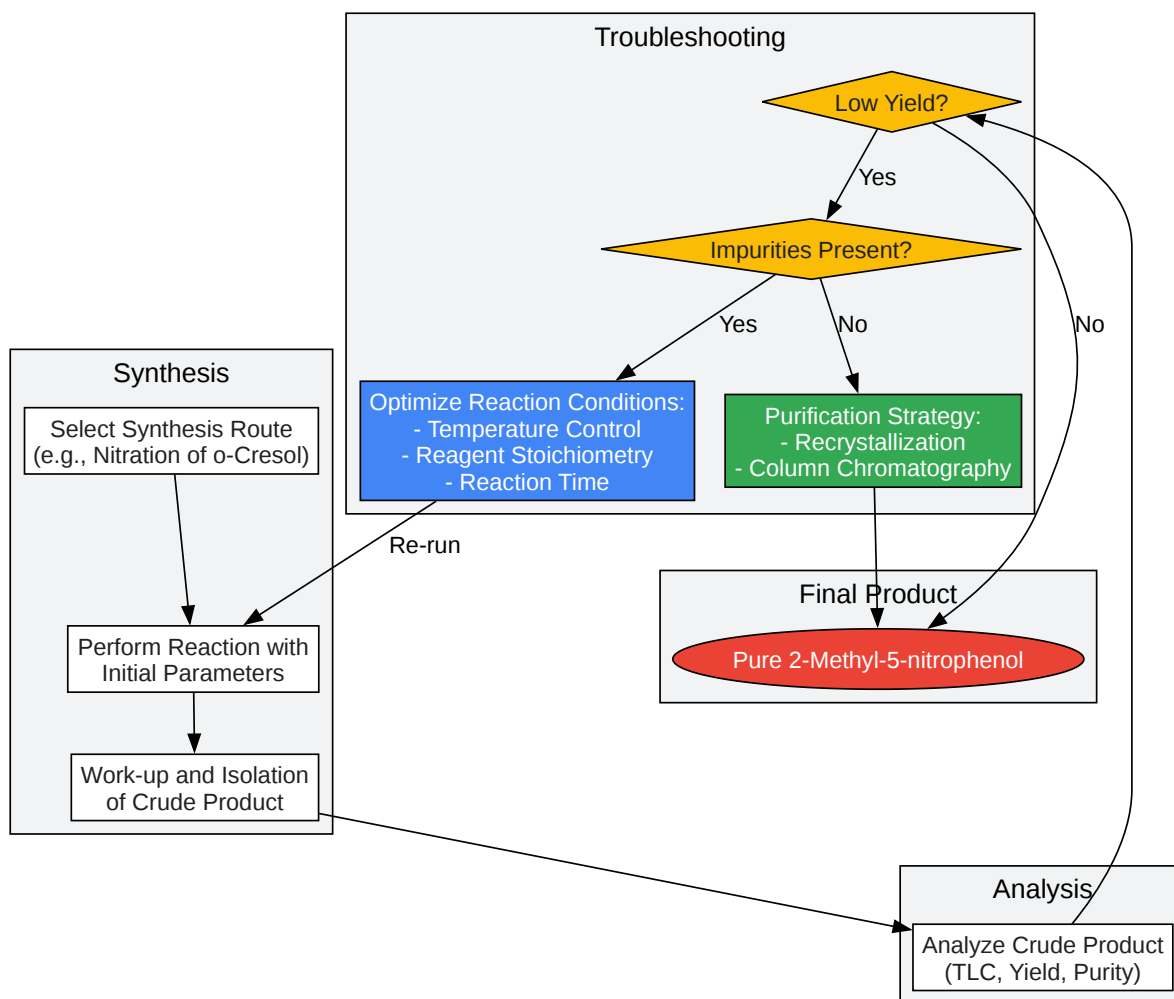 Troubleshooting
Low Yield?
Yes
Impurities Present?
Yes
No
No
Optimize Reaction Conditions:
- Temperature Control
- Reagent Stoichiometry
- Reaction Time
Purification Strategy:
- Recrystallization
- Column Chromatography
Synthesis
Select Synthesis Route
(e.g., Nitration of o-Cresol)
Re-run
Perform Reaction with
Initial Parameters
Work-up and Isolation
of Crude Product
Final Product
Pure 2-Methyl-5-nitrophenol
Analysis
Analyze Crude Product
(TLC, Yield, Purity)